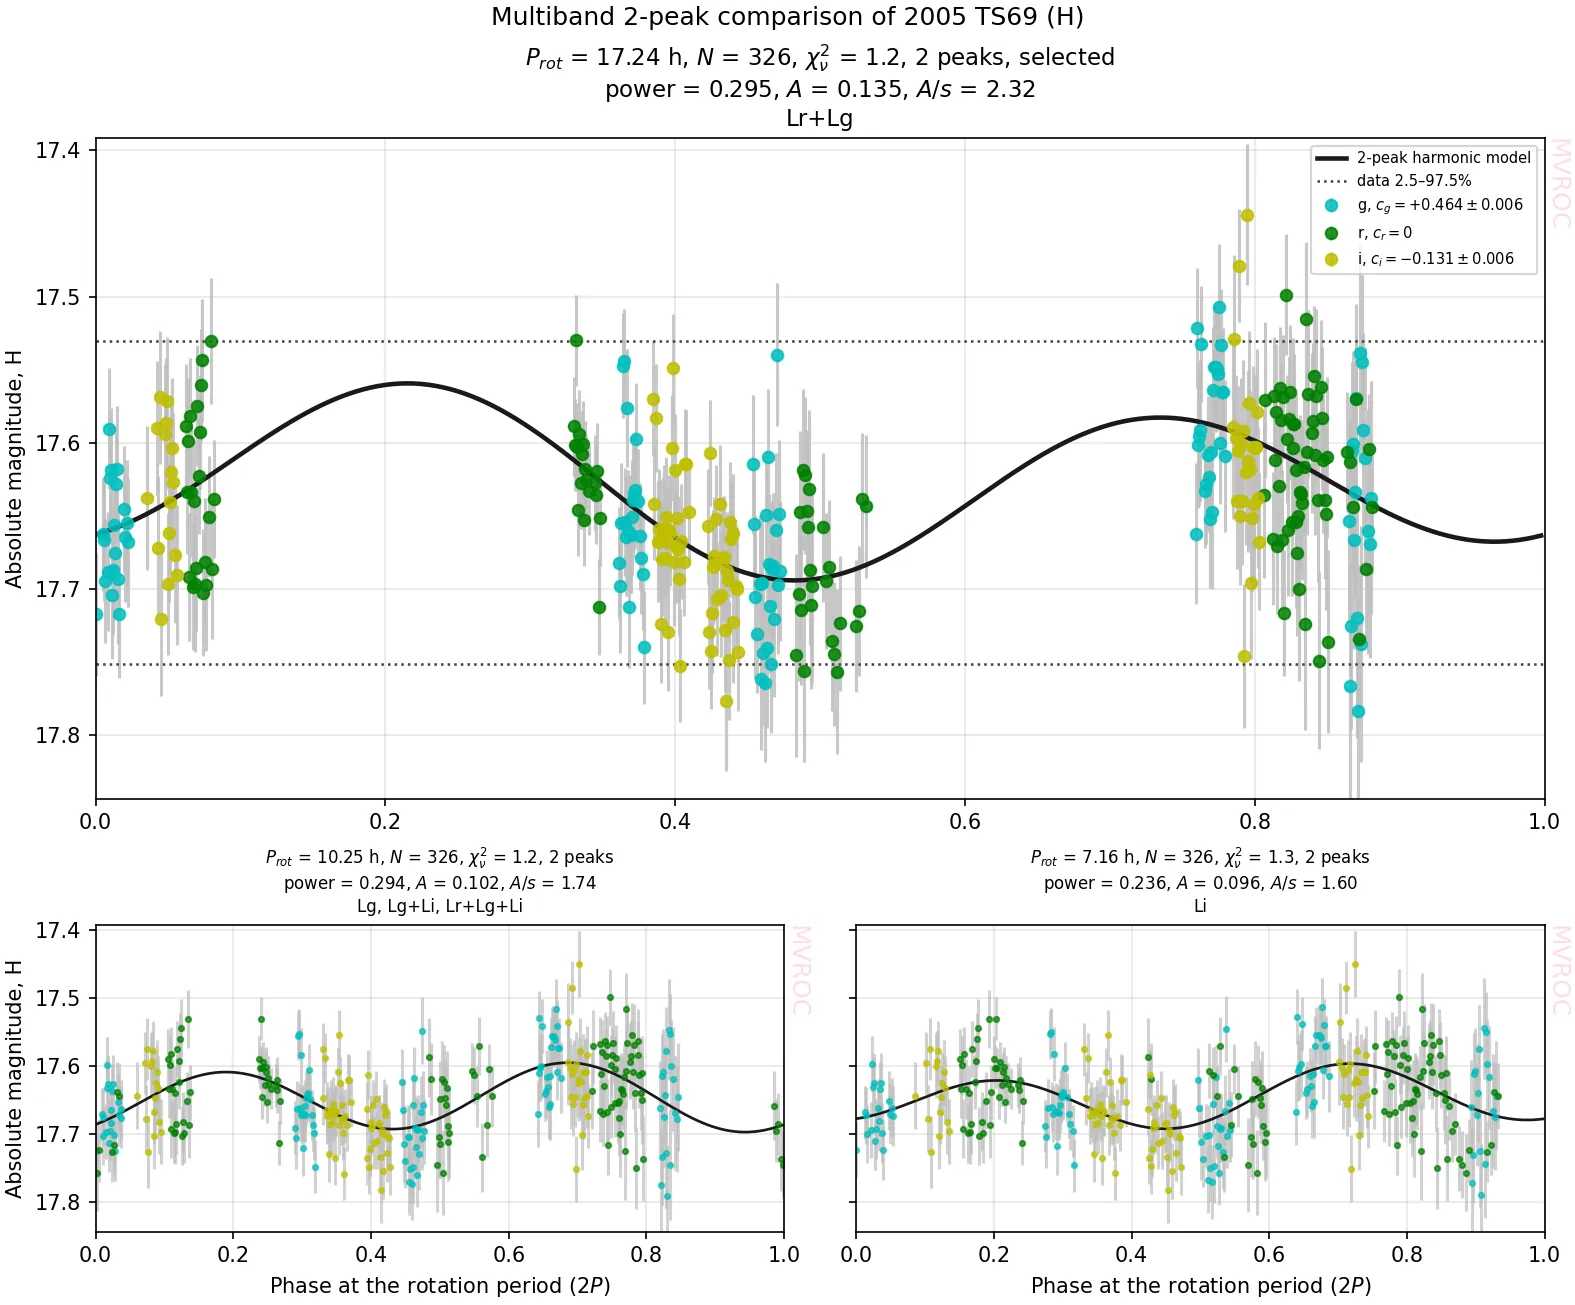 Multiband 2-peak comparison of 2005 TS69 (H)
P_rot = 17.24 h, N = 326, χ²_ν = 1.2, 2 peaks, selected
power = 0.295, A = 0.135, A/s = 2.32
Lr+Lg
17.4
17.5
17.6
17.7
17.8
Absolute magnitude, H
2-peak harmonic model
data 2.5–97.5%
g, c_g = +0.464 ± 0.006
r, c_r = 0
i, c_i = −0.131 ± 0.006
MVROC
0.0 0.2 0.4 0.6 0.8 1.0
P_rot = 10.25 h, N = 326, χ²_ν = 1.2, 2 peaks
power = 0.294, A = 0.102, A/s = 1.74
Lg, Lg+Li, Lr+Lg+Li
17.4
17.5
17.6
17.7
17.8
Absolute magnitude, H
MVROC
0.0 0.2 0.4 0.6 0.8 1.0
Phase at the rotation period (2P)
P_rot = 7.16 h, N = 326, χ²_ν = 1.3, 2 peaks
power = 0.236, A = 0.096, A/s = 1.60
Li
MVROC
0.0 0.2 0.4 0.6 0.8 1.0
Phase at the rotation period (2P)